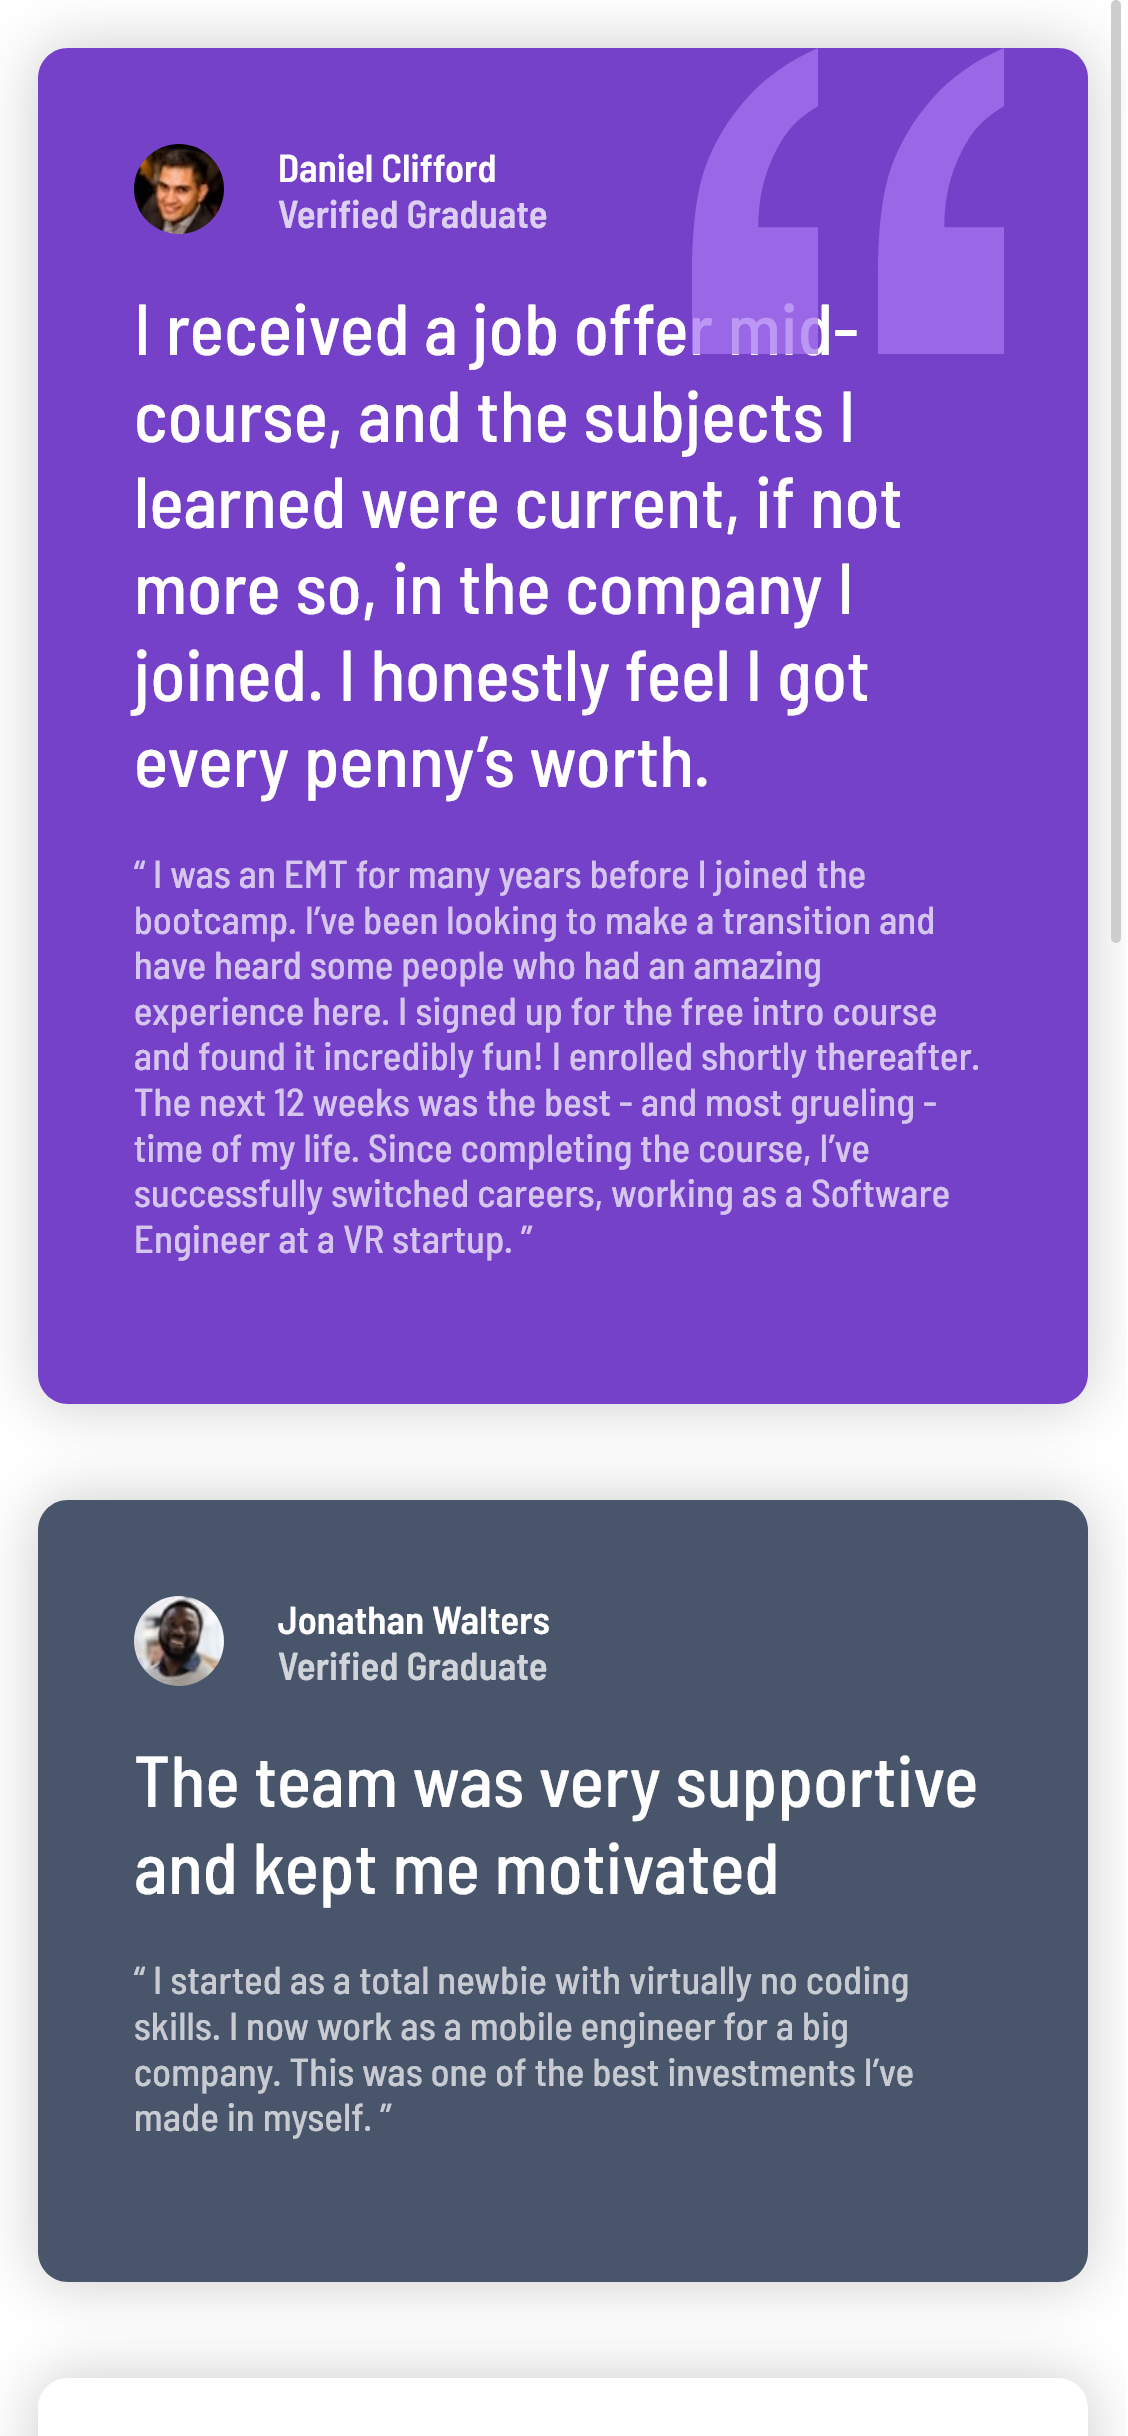 Daniel Clifford
Verified Graduate
I received a job offer mid-
course, and the subjects I
learned were current, if not
more so, in the company I
joined. I honestly feel I got
every penny’s worth.
“ I was an EMT for many years before I joined the
bootcamp. I’ve been looking to make a transition and
have heard some people who had an amazing
experience here. I signed up for the free intro course
and found it incredibly fun! I enrolled shortly thereafter.
The next 12 weeks was the best - and most grueling -
time of my life. Since completing the course, I’ve
successfully switched careers, working as a Software
Engineer at a VR startup. ”
Jonathan Walters
Verified Graduate
The team was very supportive
and kept me motivated
“ I started as a total newbie with virtually no coding
skills. I now work as a mobile engineer for a big
company. This was one of the best investments I’ve
made in myself. ”